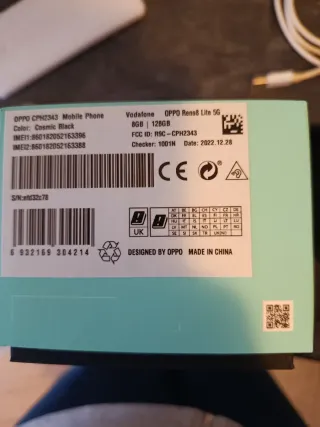 OPPO CPH2343 Mobile Phone Vodafone OPPO Reno8 Lite 5G
Color: Cosmic Black 8GB | 128GB
IMEI1:860162052163396 FCC ID: R9C-CPH2343
IMEI2:860162052163388 Checker: 1001N Date: 2022.12.28
CE
S/N:
UK
DESIGNED BY OPPO MADE IN CHINA
6 932169 304214